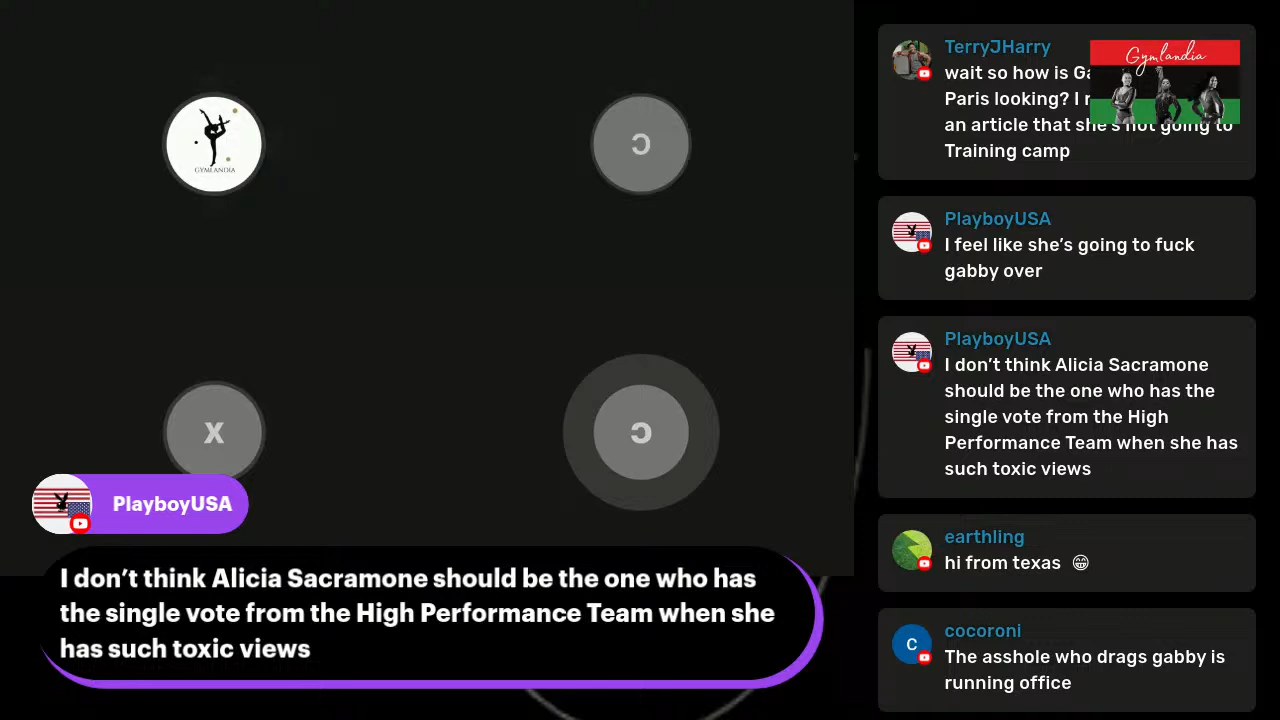 GYMLANDIA
ɔ
X
ɔ
PlayboyUSA
I don’t think Alicia Sacramone should be the one who has
the single vote from the High Performance Team when she
has such toxic views
TerryJHarry
wait so how is
Paris looking? I
an article that she’s not going to
Training camp
Gymlandia
PlayboyUSA
I feel like she’s going to fuck
gabby over
PlayboyUSA
I don’t think Alicia Sacramone
should be the one who has the
single vote from the High
Performance Team when she has
such toxic views
earthling
hi from texas 😁
C
cocoroni
The asshole who drags gabby is
running office